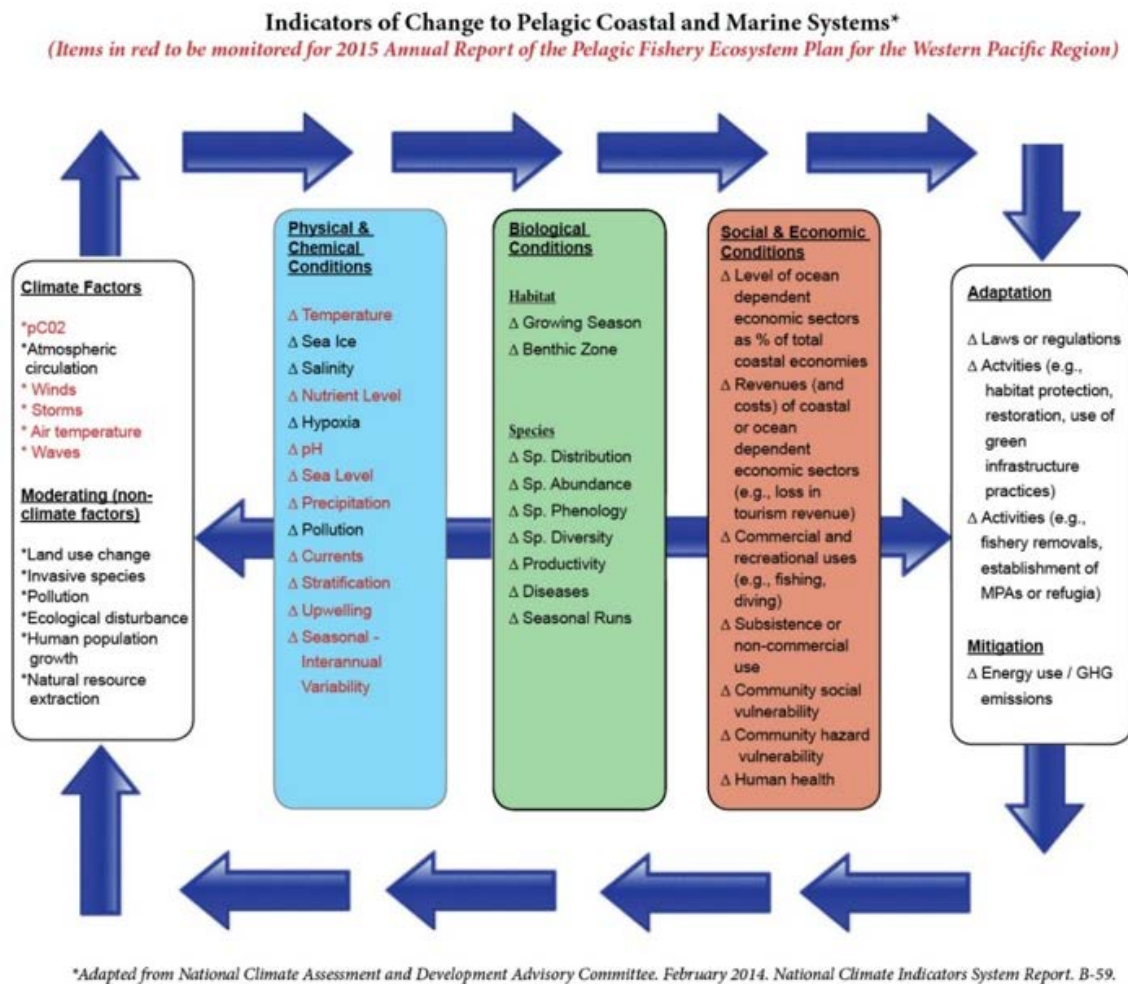 Indicators of Change to Pelagic Coastal and Marine Systems*
(Items in red to be monitored for 2015 Annual Report of the Pelagic Fishery Ecosystem Plan for the Western Pacific Region)
Climate Factors
*pC02
*Atmospheric
circulation
* Winds
* Storms
* Air temperature
* Waves
Moderating (non-
climate factors)
*Land use change
*Invasive species
*Pollution
*Ecological disturbance
*Human population
growth
*Natural resource
extraction
Physical &
Chemical
Conditions
Δ Temperature
Δ Sea Ice
Δ Salinity
Δ Nutrient Level
Δ Hypoxia
Δ pH
Δ Sea Level
Δ Precipitation
Δ Pollution
Δ Currents
Δ Stratification
Δ Upwelling
Δ Seasonal -
Interannual
Variability
Biological
Conditions
Habitat
Δ Growing Season
Δ Benthic Zone
Species
Δ Sp. Distribution
Δ Sp. Abundance
Δ Sp. Phenology
Δ Sp. Diversity
Δ Productivity
Δ Diseases
Δ Seasonal Runs
Social & Economic
Conditions
Δ Level of ocean
dependent
economic sectors
as % of total
coastal economies
Δ Revenues (and
costs) of coastal
or ocean
dependent
economic sectors
(e.g., loss in
tourism revenue)
Δ Commercial and
recreational uses
(e.g., fishing,
diving)
Δ Subsistence or
non-commercial
use
Δ Community social
vulnerability
Δ Community hazard
vulnerability
Δ Human health
Adaptation
Δ Laws or regulations
Δ Actvities (e.g.,
habitat protection,
restoration, use of
green
infrastructure
practices)
Δ Activities (e.g.,
fishery removals,
establishment of
MPAs or refugia)
Mitigation
Δ Energy use / GHG
emissions
*Adapted from National Climate Assessment and Development Advisory Committee. February 2014. National Climate Indicators System Report. B-59.